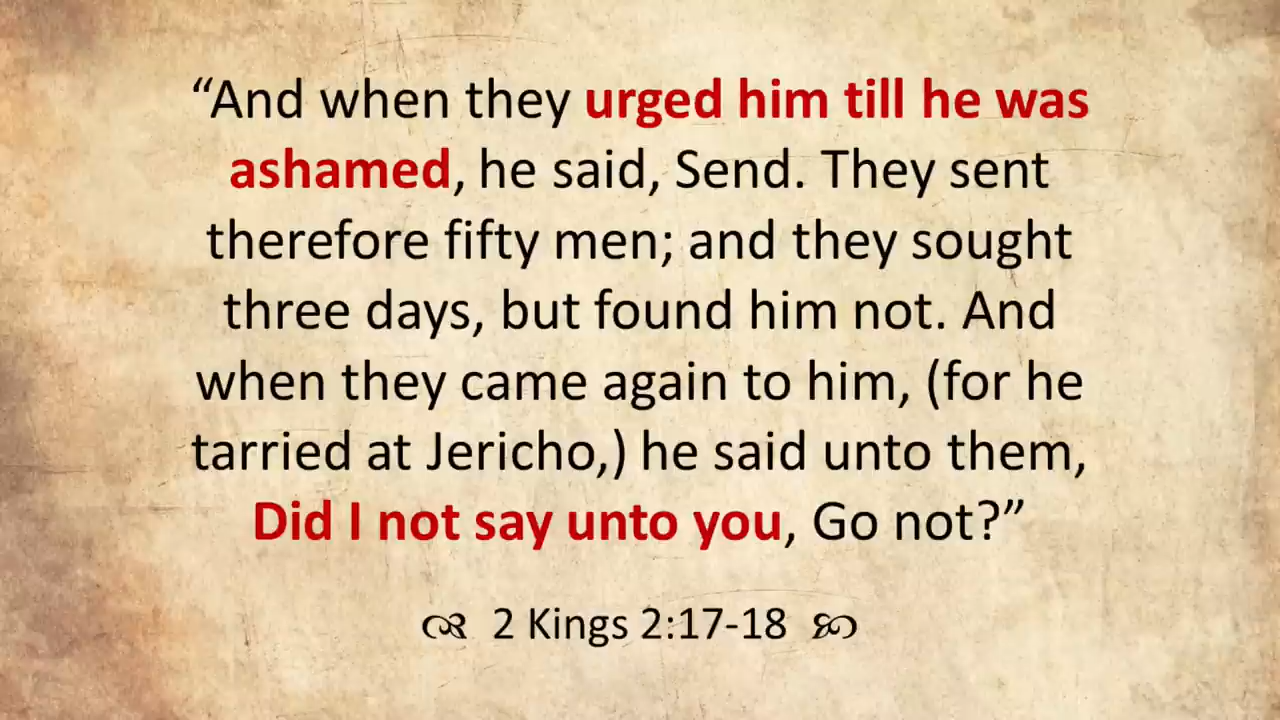 “And when they urged him till he was
ashamed, he said, Send. They sent
therefore fifty men; and they sought
three days, but found him not. And
when they came again to him, (for he
tarried at Jericho,) he said unto them,
Did I not say unto you, Go not?”
2 Kings 2:17-18